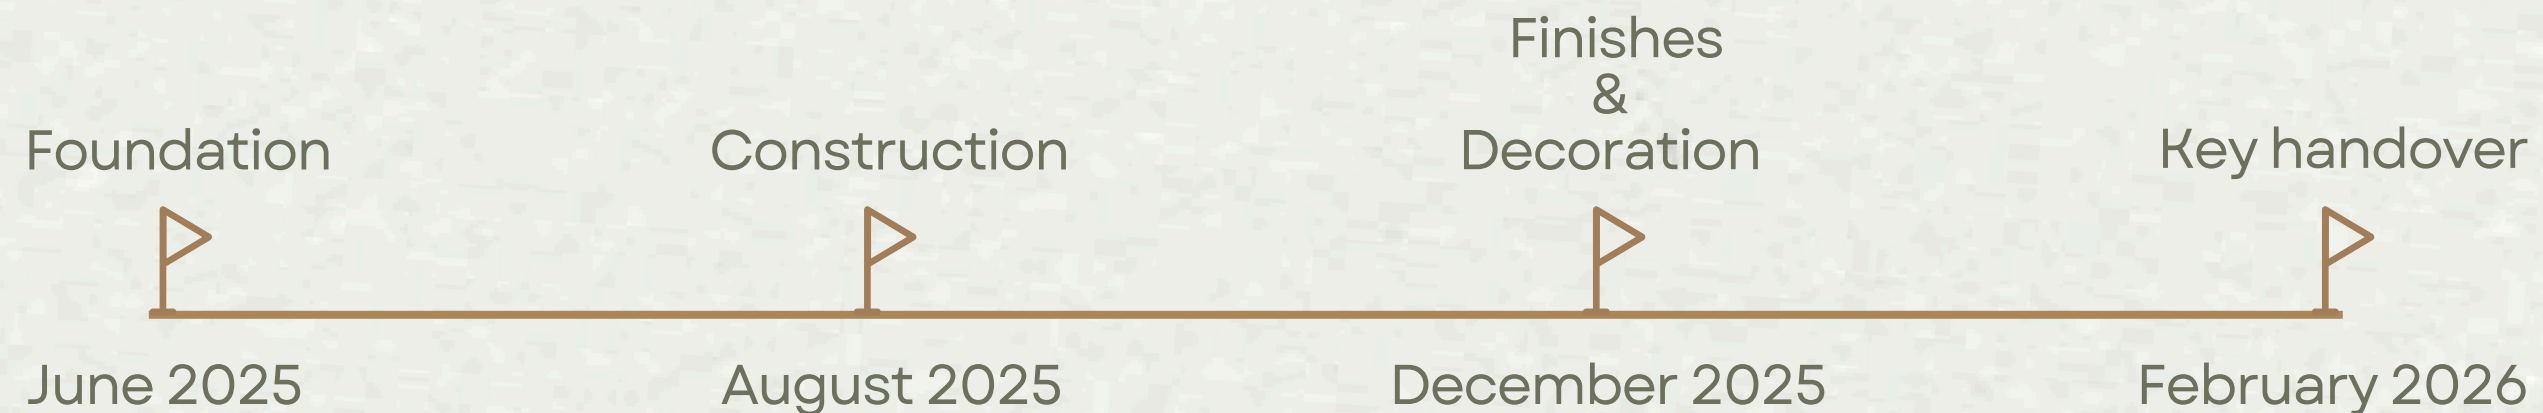 Foundation
June 2025
Construction
August 2025
Finishes
&
Decoration
December 2025
Key handover
February 2026